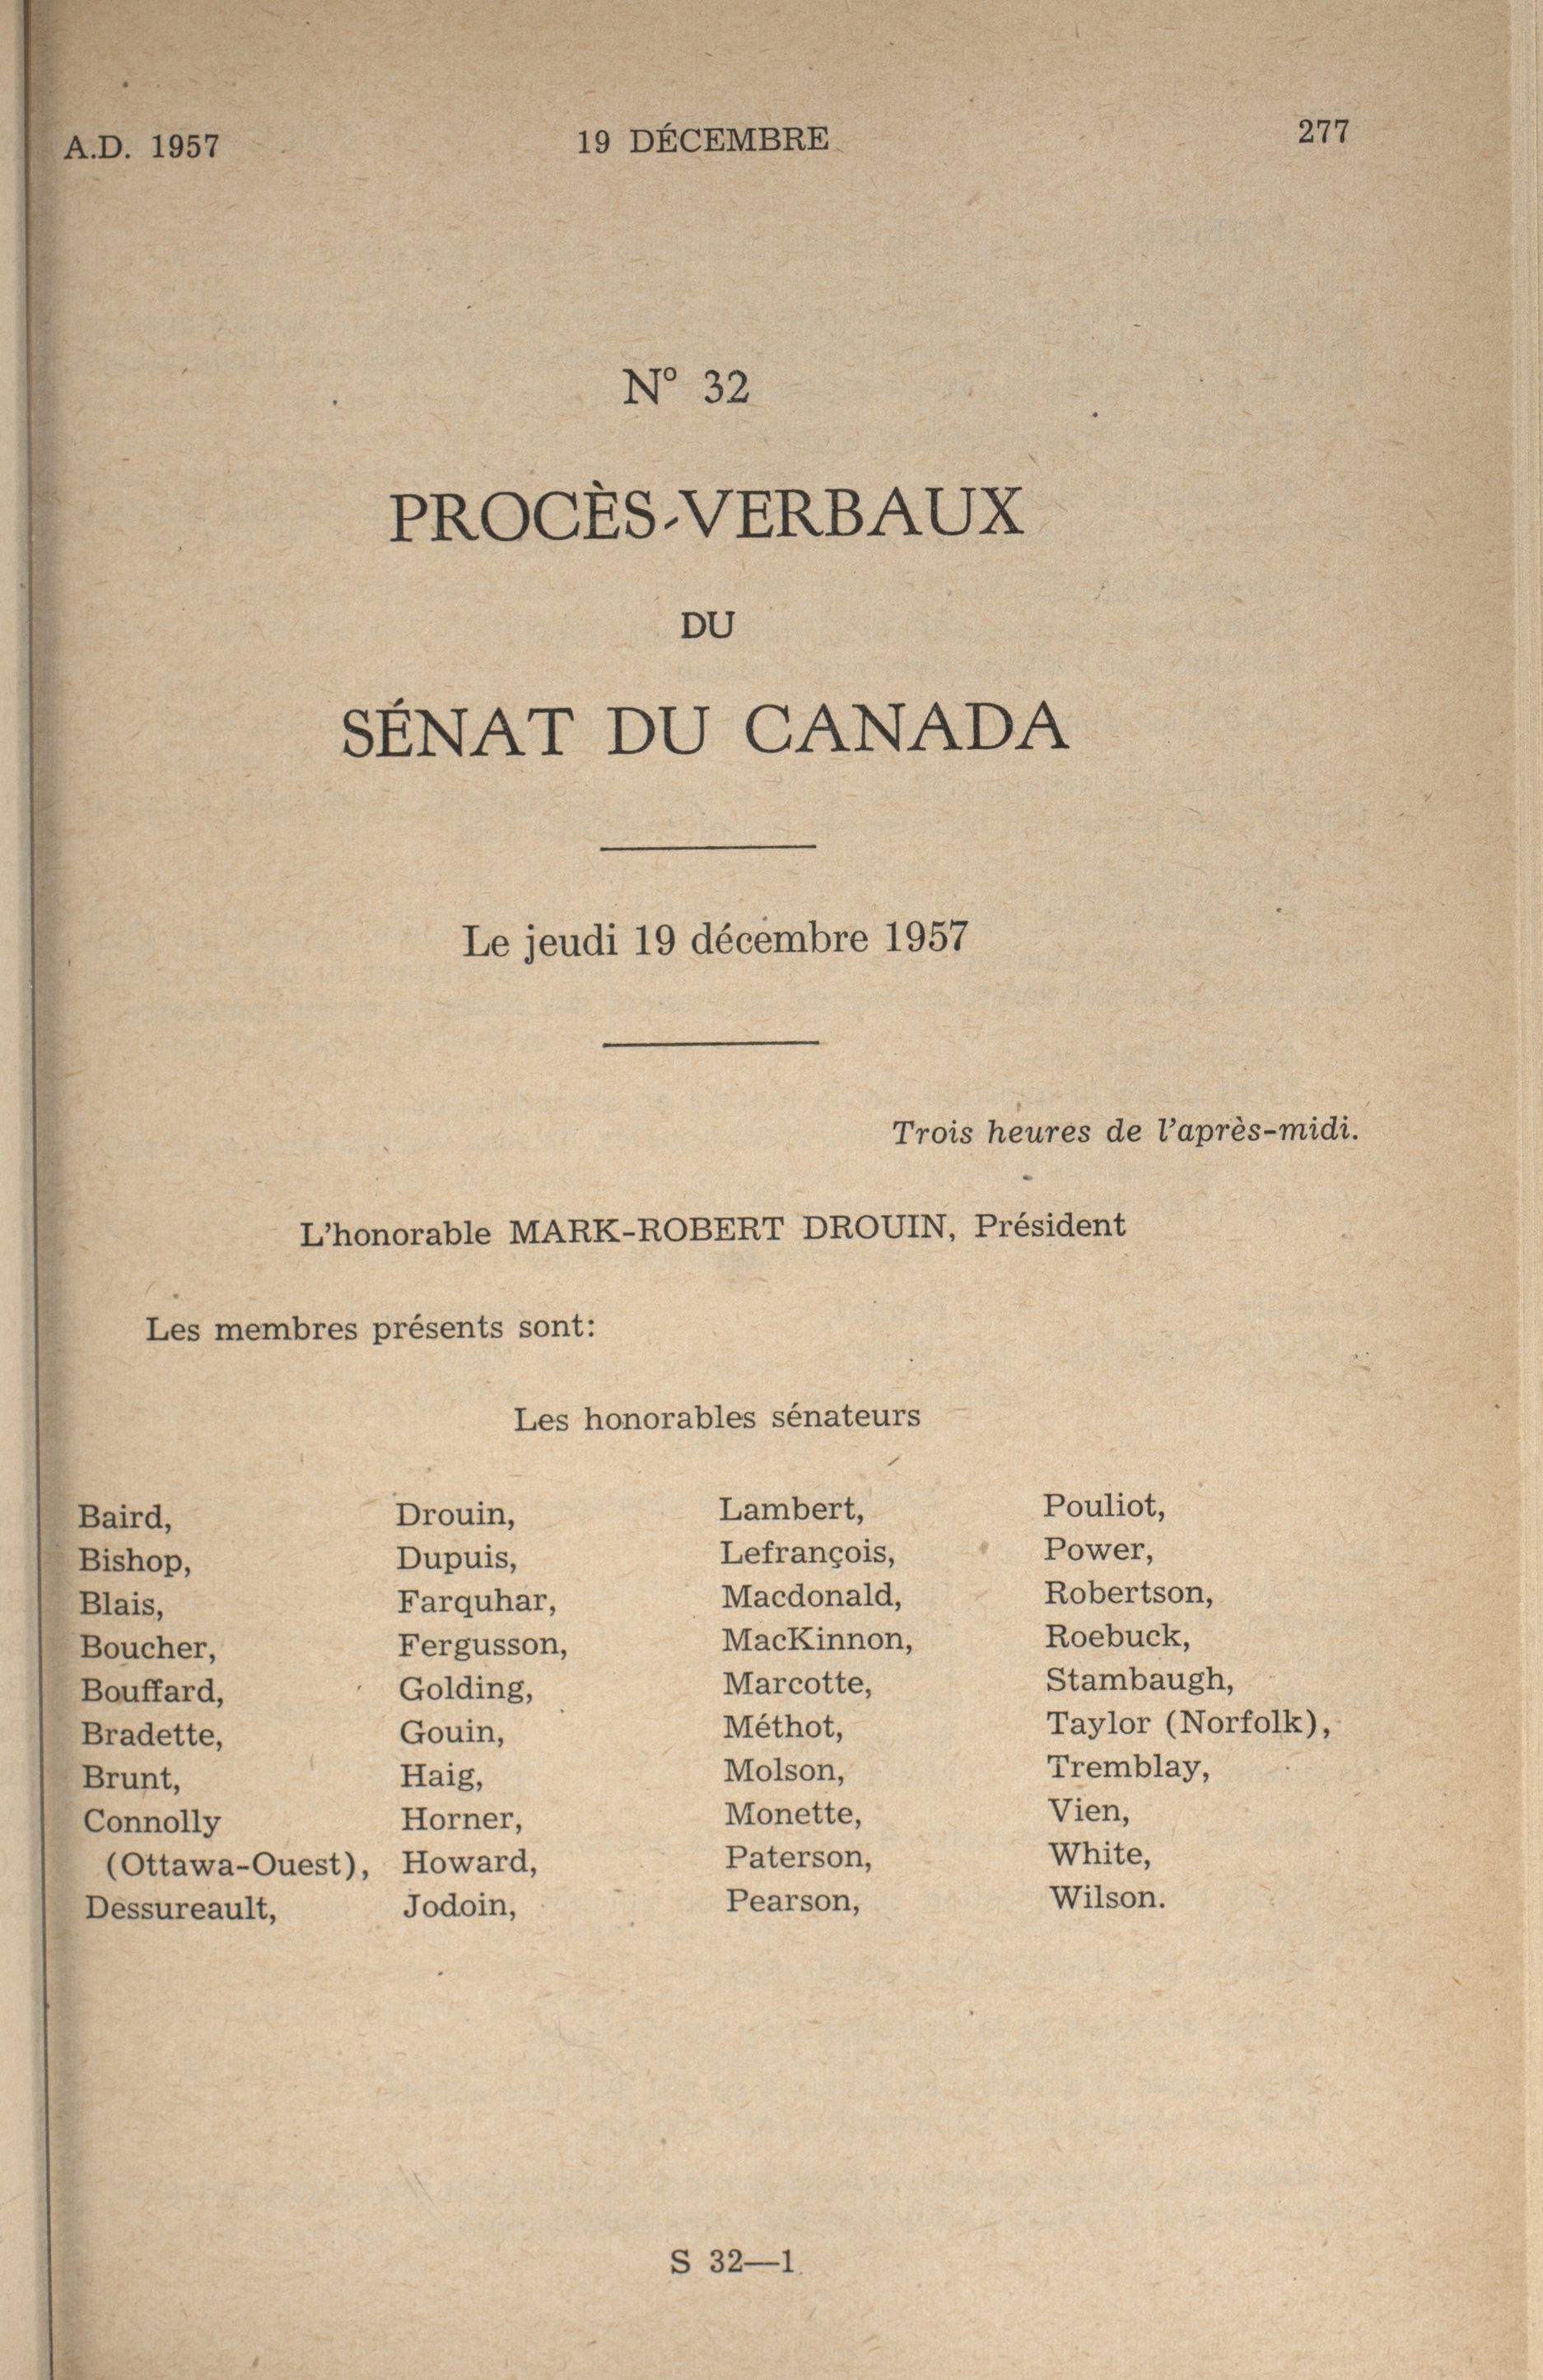 A.D. 1957 19 DÉCEMBRE 277
N° 32
PROCÈS-VERBAUX
DU
SÉNAT DU CANADA
Le jeudi 19 décembre 1957
Trois heures de l'après-midi.
L'honorable MARK-ROBERT DROUIN, Président
Les membres présents sont:
Les honorables sénateurs
Baird,
Bishop,
Blais,
Boucher,
Bouffard,
Bradette,
Brunt,
Connolly
(Ottawa-Ouest),
Dessureault,
Drouin,
Dupuis,
Farquhar,
Fergusson,
Golding,
Gouin,
Haig,
Horner,
Howard,
Jodoin,
Lambert,
Lefrançois,
Macdonald,
MacKinnon,
Marcotte,
Méthot,
Molson,
Monette,
Paterson,
Pearson,
Pouliot,
Power,
Robertson,
Roebuck,
Stambaugh,
Taylor (Norfolk),
Tremblay,
Vien,
White,
Wilson.
S 32—1